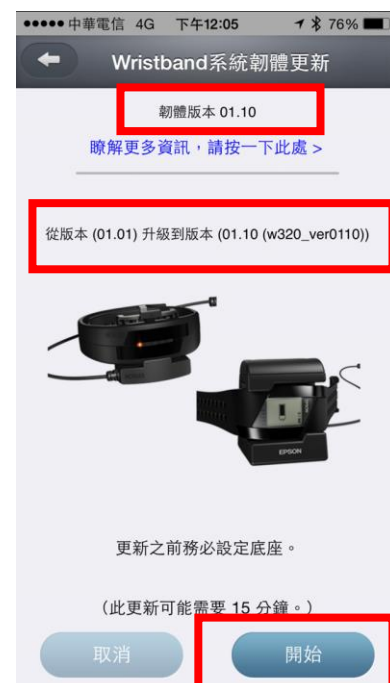 中華電信 4G 下午12:05 76%
Wristband系統韌體更新
韌體版本 01.10
瞭解更多資訊，請按一下此處 >
從版本 (01.01) 升級到版本 (01.10 (w320_ver0110))
EPSON
更新之前務必設定底座。
（此更新可能需要 15 分鐘。）
取消 開始